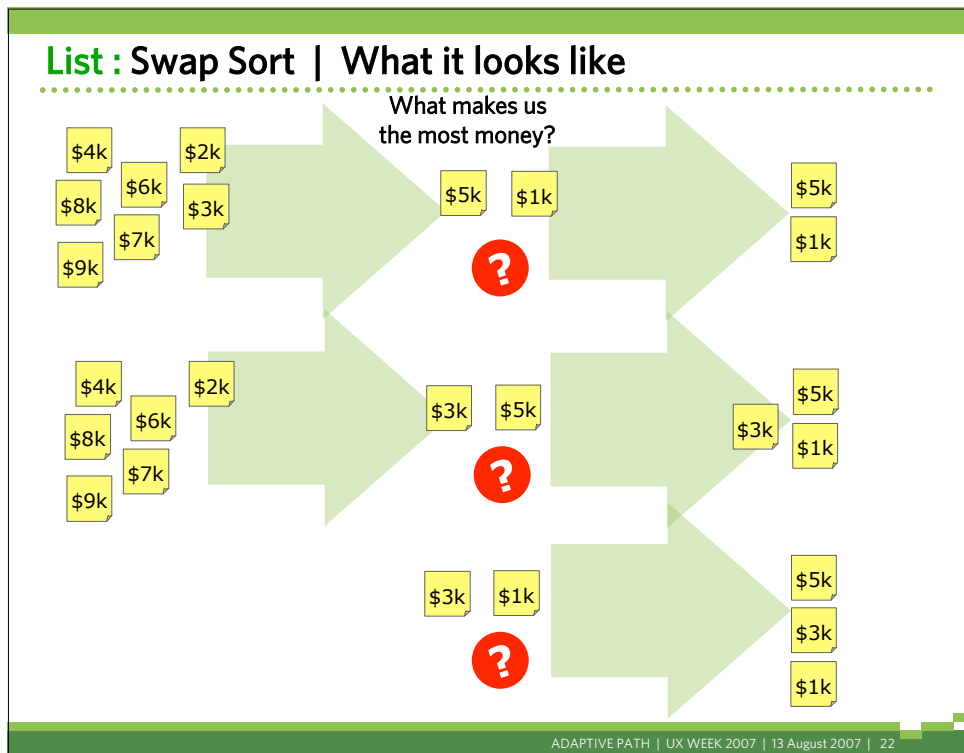 List : Swap Sort | What it looks like
What makes us
the most money?
$4k
$2k
$6k
$8k
$3k
$7k
$9k
$5k
$1k
?
$5k
$1k
$4k
$2k
$6k
$8k
$7k
$9k
$3k
$5k
?
$5k
$3k
$1k
$3k
$1k
?
$5k
$3k
$1k
ADAPTIVE PATH | UX WEEK 2007 | 13 August 2007 | 22